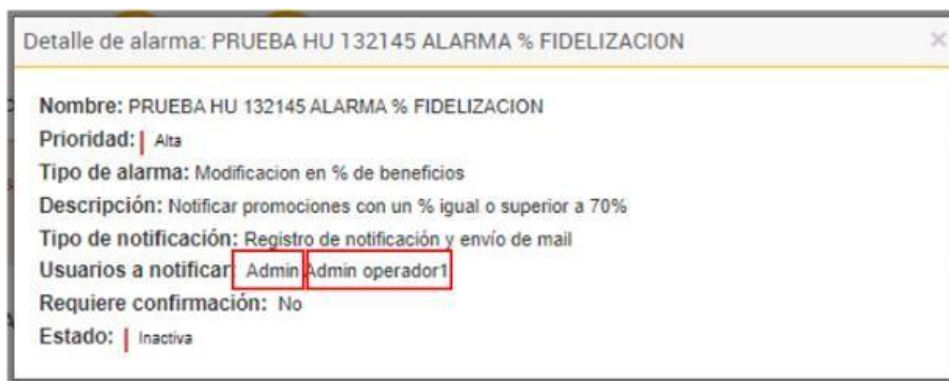 Detalle de alarma: PRUEBA HU 132145 ALARMA % FIDELIZACION ×
Nombre: PRUEBA HU 132145 ALARMA % FIDELIZACION
Prioridad: Alta
Tipo de alarma: Modificacion en % de beneficios
Descripción: Notificar promociones con un % igual o superior a 70%
Tipo de notificación: Registro de notificación y envío de mail
Usuarios a notificar: Admin Admin operador1
Requiere confirmación: No
Estado: Inactiva